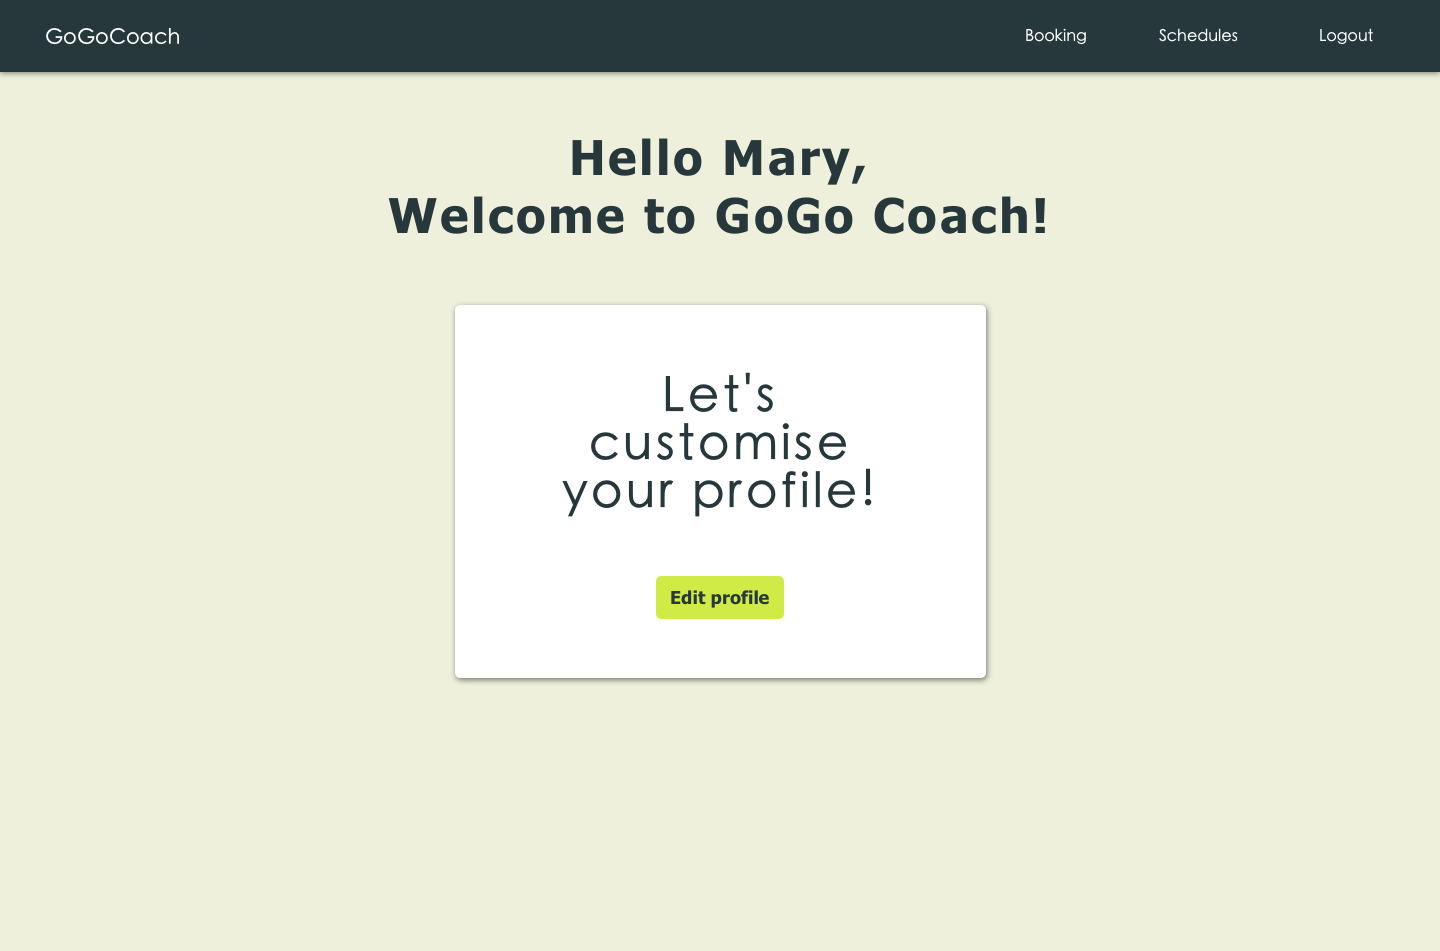 GoGoCoach
Booking Schedules Logout
Hello Mary,
Welcome to GoGo Coach!
Let's
customise
your profile!
Edit profile